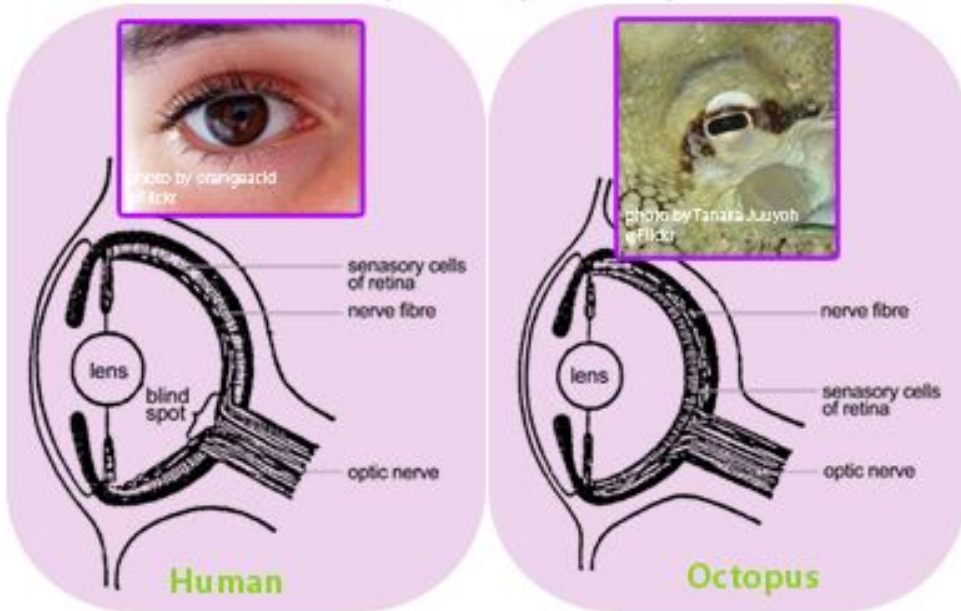 photo by orangeacid
@Flickr
senasory cells
of retina
nerve fibre
lens
blind
spot
optic nerve
Human
photo by Tanaka Juuyoh
@Flickr
nerve fibre
lens
senasory cells
of retina
optic nerve
Octopus